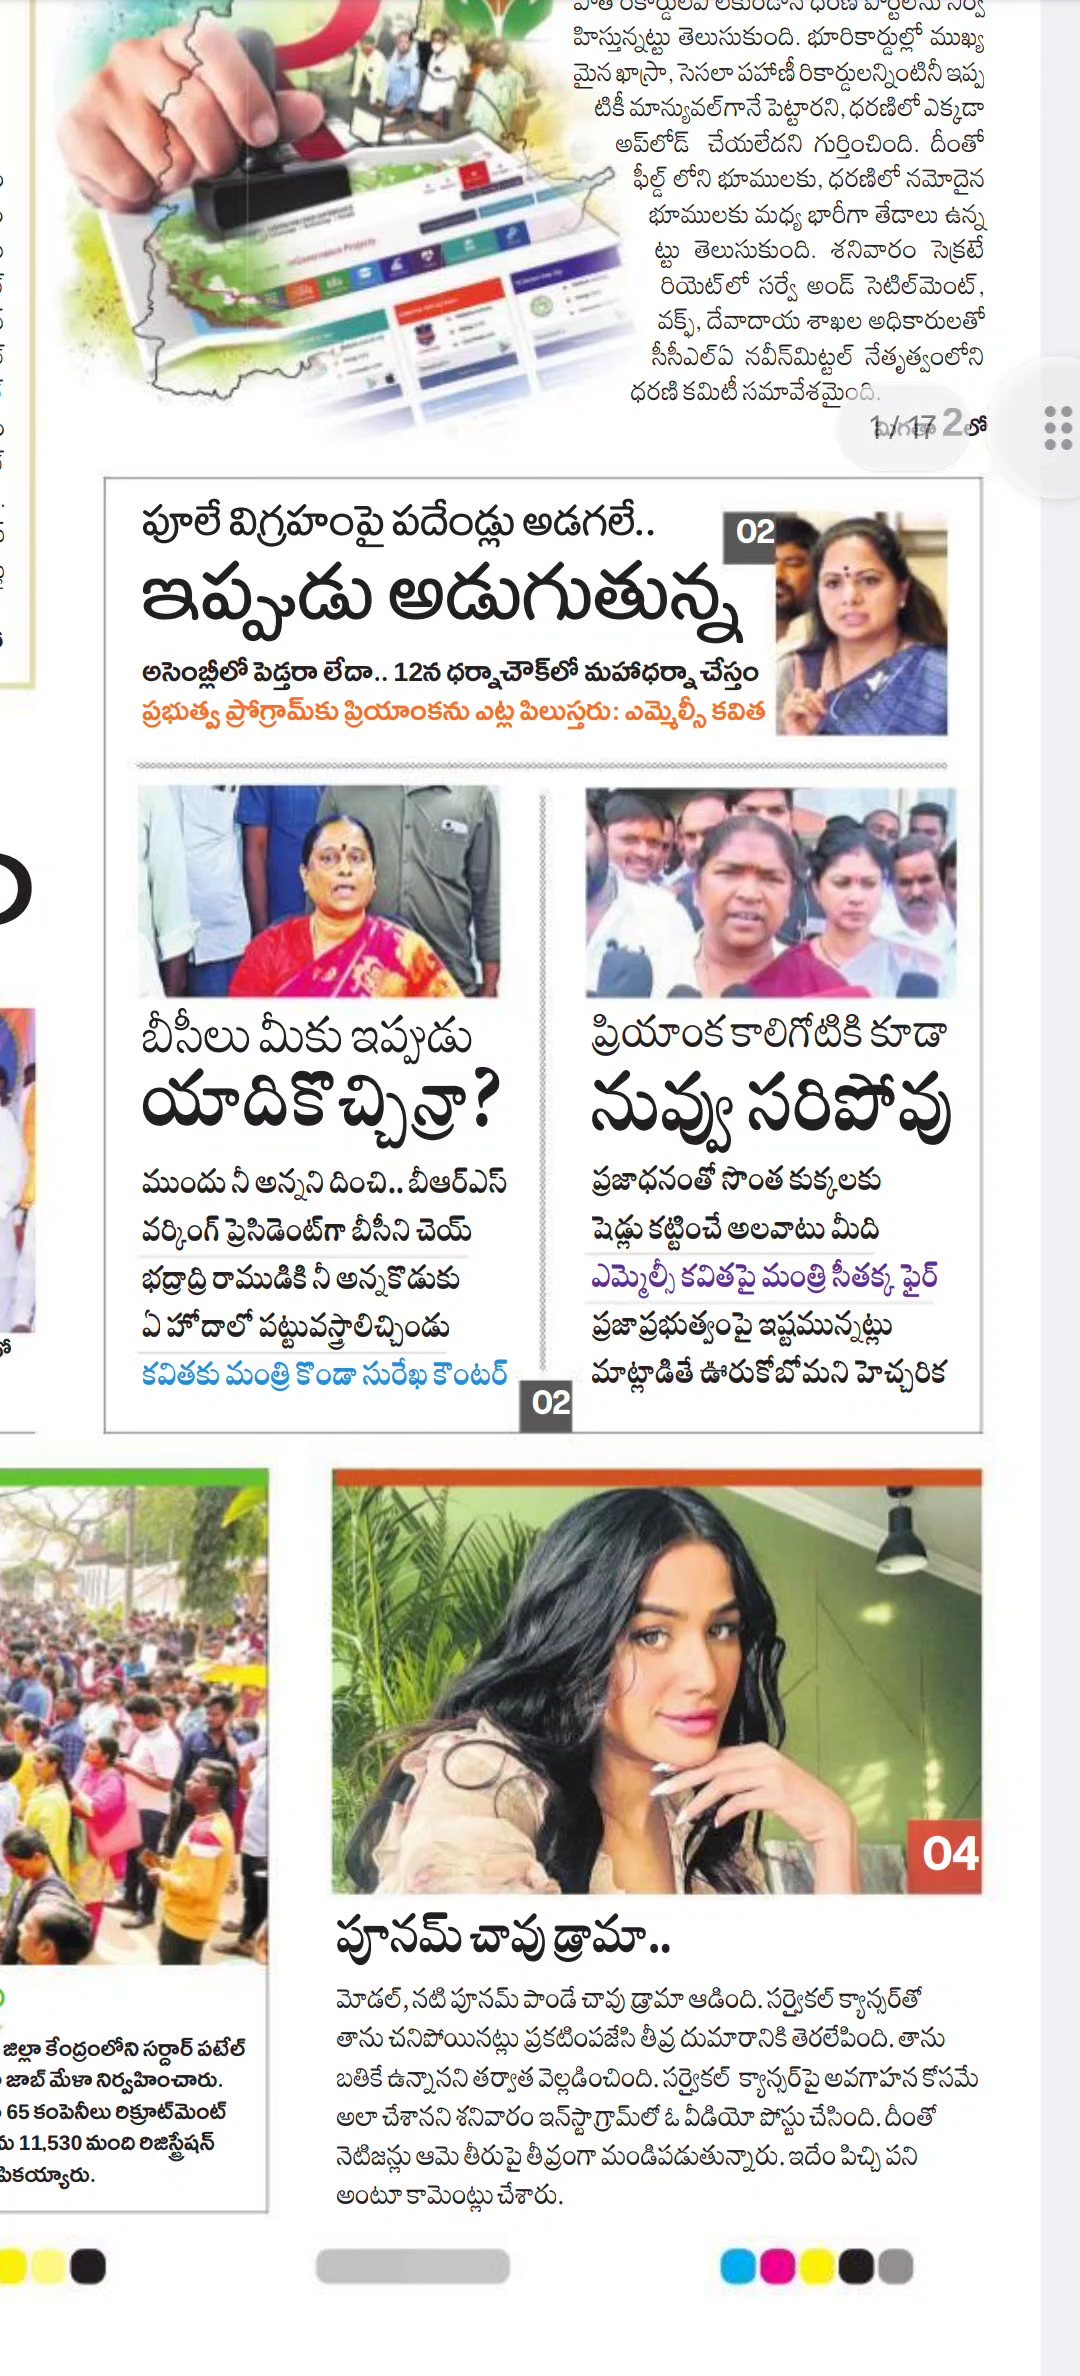 హిస్తున్నట్టు తెలుసుకుంది. భూరికార్డుల్లో ముఖ్య
మైన ఖాస్రా, సెసలా పహాణీ రికార్డులన్నింటినీ ఇప్ప
టికీ మాన్యువల్‌గానే పెట్టారని, ధరణిలో ఎక్కడా
అప్‌లోడ్ చేయలేదని గుర్తించింది. దీంతో
ఫీల్డ్ లోని భూములకు, ధరణిలో నమోదైన
భూములకు మధ్య భారీగా తేడాలు ఉన్న
ట్టు తెలుసుకుంది. శనివారం సెక్రటే
రియెట్‌లో సర్వే అండ్ సెటిల్‌మెంట్,
వక్ఫ్, దేవాదాయ శాఖల అధికారులతో
సీసీఎల్ఏ నవీన్‌మిట్టల్ నేతృత్వంలోని
ధరణి కమిటీ సమావేశమైంది.
మిగతా 2లో
1 / 17
పూలే విగ్రహంపై పదేండ్లు అడగలే..
02
ఇప్పుడు అడుగుతున్న
అసెంబ్లీలో పెడ్తరా లేదా.. 12న ధర్నాచౌక్‌లో మహాధర్నా చేస్తం
ప్రభుత్వ ప్రోగ్రామ్‌కు ప్రియాంకను ఎట్ల పిలుస్తరు: ఎమ్మెల్సీ కవిత
బీసీలు మీకు ఇప్పుడు
యాదికొచ్చిన్రా?
ముందు నీ అన్నని దించి.. బీఆర్ఎస్
వర్కింగ్ ప్రెసిడెంట్‌గా బీసీని చెయ్
భద్రాద్రి రాముడికి నీ అన్నకొడుకు
ఏ హోదాలో పట్టువస్త్రాలిచ్చిండు
కవితకు మంత్రి కొండా సురేఖ కౌంటర్
ప్రియాంక కాలిగోటికి కూడా
నువ్వు సరిపోవు
ప్రజాధనంతో సొంత కుక్కలకు
షెడ్లు కట్టించే అలవాటు మీది
ఎమ్మెల్సీ కవితపై మంత్రి సీతక్క ఫైర్
ప్రజాప్రభుత్వంపై ఇష్టమున్నట్లు
మాట్లాడితే ఊరుకోబోమని హెచ్చరిక
02
జిల్లా కేంద్రంలోని సర్దార్ పటేల్
జాబ్ మేళా నిర్వహించారు.
65 కంపెనీలు రిక్రూట్‌మెంట్
11,530 మంది రిజిస్ట్రేషన్
04
పూనమ్ చావు డ్రామా..
మోడల్, నటి పూనమ్ పాండే చావు డ్రామా ఆడింది. సర్వైకల్ క్యాన్సర్‌తో
తాను చనిపోయినట్లు ప్రకటింపజేసి తీవ్ర దుమారానికి తెరలేపింది. తాను
బతికే ఉన్నానని తర్వాత వెల్లడించింది. సర్వైకల్ క్యాన్సర్‌పై అవగాహన కోసమే
అలా చేశానని శనివారం ఇన్‌స్టాగ్రామ్‌లో ఓ వీడియో పోస్టు చేసింది. దీంతో
నెటిజన్లు ఆమె తీరుపై తీవ్రంగా మండిపడుతున్నారు. ఇదేం పిచ్చి పని
అంటూ కామెంట్లు చేశారు.